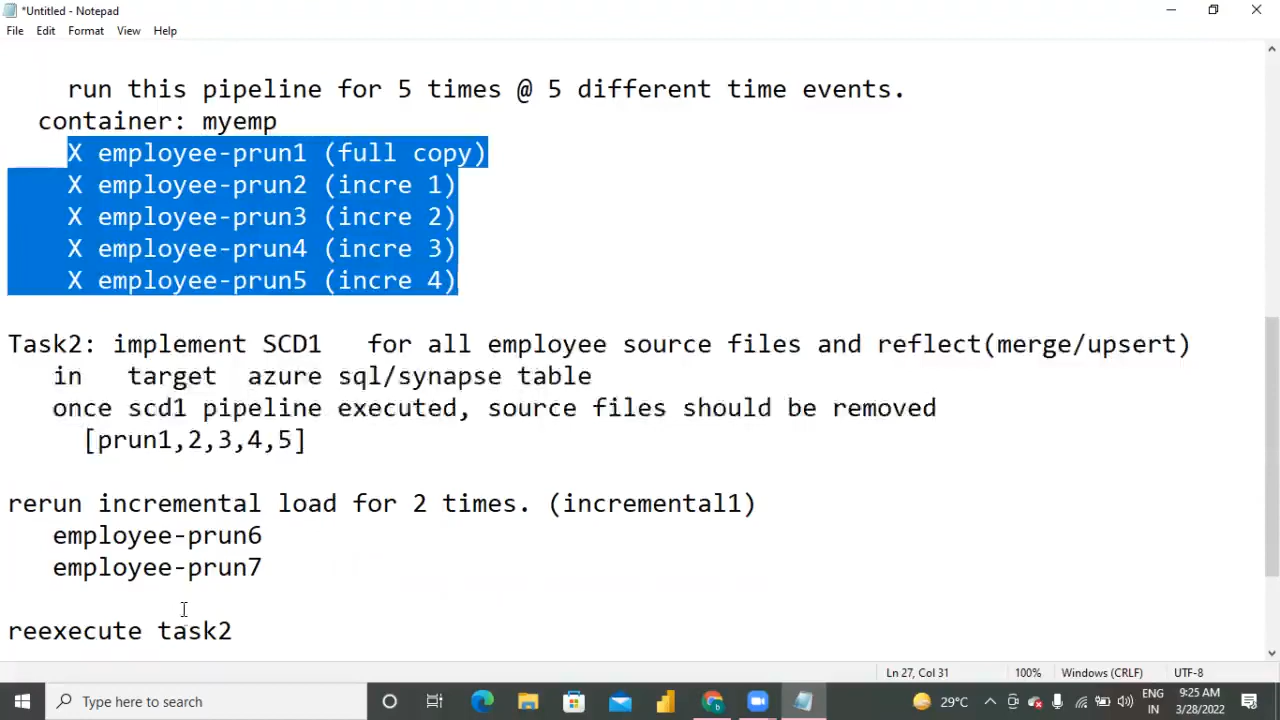 *Untitled - Notepad
File Edit Format View Help
run this pipeline for 5 times @ 5 different time events.
container: myemp
X employee-prun1 (full copy)
X employee-prun2 (incre 1)
X employee-prun3 (incre 2)
X employee-prun4 (incre 3)
X employee-prun5 (incre 4)
Task2: implement SCD1 for all employee source files and reflect(merge/upsert)
in target azure sql/synapse table
once scd1 pipeline executed, source files should be removed
[prun1,2,3,4,5]
rerun incremental load for 2 times. (incremental1)
employee-prun6
employee-prun7
reexecute task2
Ln 27, Col 31 100% Windows (CRLF) UTF-8
Type here to search 29°C ENG 9:25 AM
IN 3/28/2022